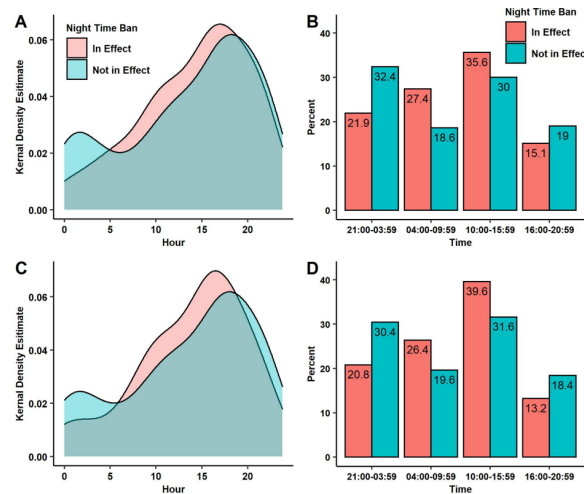 A
Night Time Ban
In Effect
Not in Effect
Kernal Density Esitimate
0.06
0.04
0.02
0.00
0 5 10 15 20
Hour
B
Night Time Ban
In Effect
Not in Effect
Percent
40
30
20
10
0
21.9 32.4 27.4 18.6 35.6 30 15.1 19
21:00-03:59 04:00-09:59 10:00-15:59 16:00-20:59
Time
C
Kernal Density Esitimate
0.06
0.04
0.02
0.00
0 5 10 15 20
Hour
D
Percent
40
30
20
10
0
20.8 30.4 26.4 19.6 39.6 31.6 13.2 18.4
21:00-03:59 04:00-09:59 10:00-15:59 16:00-20:59
Time